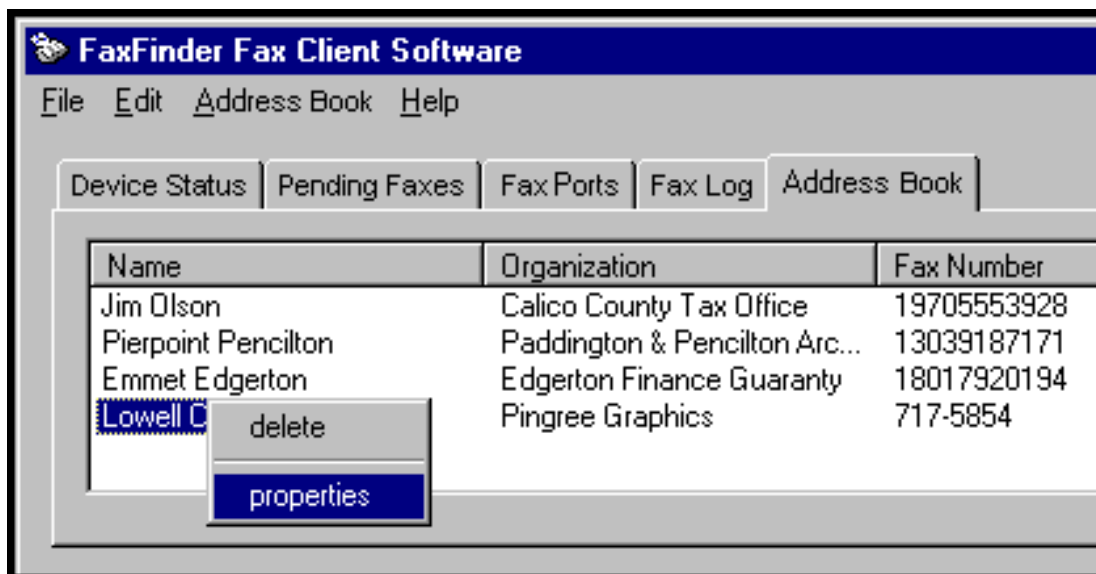 FaxFinder Fax Client Software
File Edit Address Book Help
Device Status Pending Faxes Fax Ports Fax Log Address Book
Name Organization Fax Number
Jim Olson Calico County Tax Office 19705553928
Pierpoint Pencilton Paddington & Pencilton Arc... 13039187171
Emmet Edgerton Edgerton Finance Guaranty 18017920194
Lowell Pingree Graphics 717-5854
delete
properties